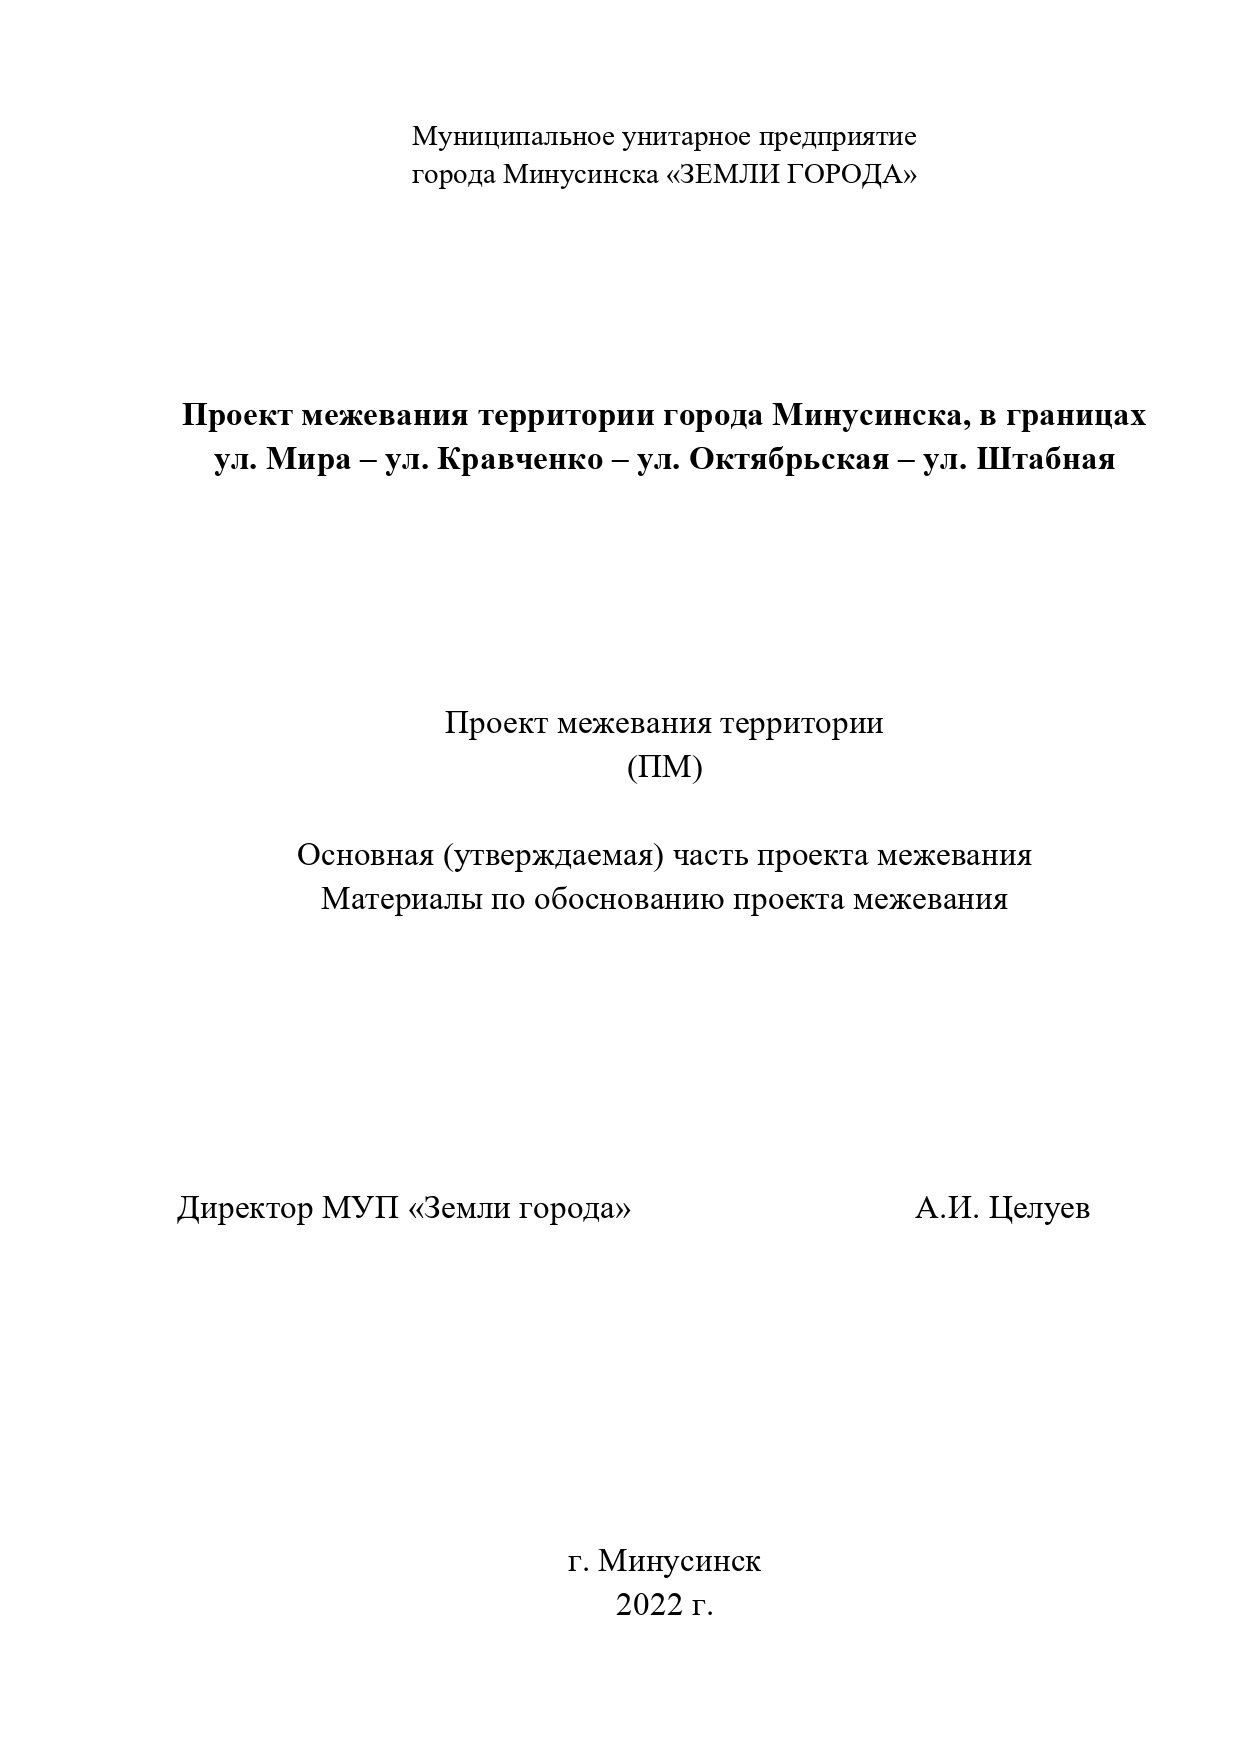 Муниципальное унитарное предприятие
города Минусинска «ЗЕМЛИ ГОРОДА»
Проект межевания территории города Минусинска, в границах
ул. Мира – ул. Кравченко – ул. Октябрьская – ул. Штабная
Проект межевания территории
(ПМ)
Основная (утверждаемая) часть проекта межевания
Материалы по обоснованию проекта межевания
Директор МУП «Земли города» А.И. Целуев
г. Минусинск
2022 г.